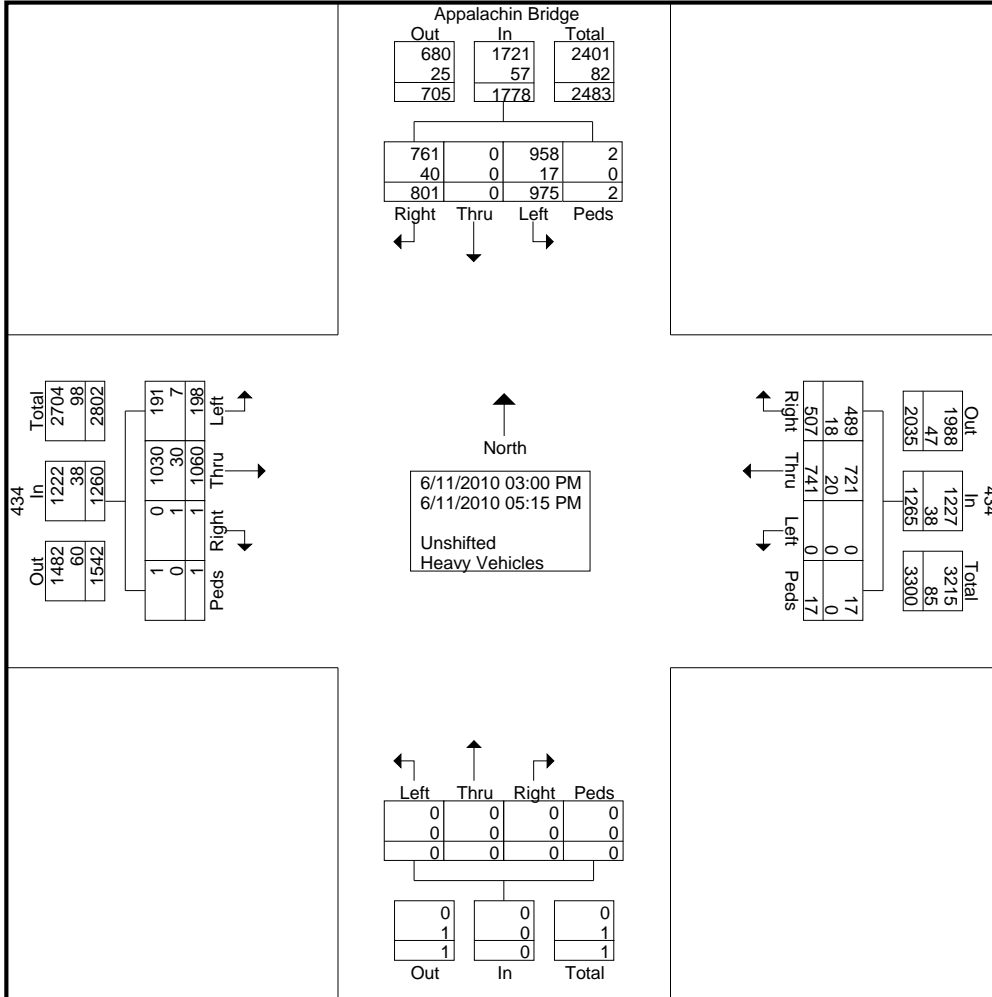 Appalachin Bridge
Out In Total
680 1721 2401
25 57 82
705 1778 2483
761 0 958 2
40 0 17 0
801 0 975 2
Right Thru Left Peds
434
Total In Out
2704 1222 1482
98 38 60
2802 1260 1542
191 1030 0 1
7 30 1 0
198 1060 1 1
Left Thru Right Peds
North
6/11/2010 03:00 PM
6/11/2010 05:15 PM
Unshifted
Heavy Vehicles
434
Out In Total
1988 1227 3215
47 38 85
2035 1265 3300
489 721 0 17
18 20 0 0
507 741 0 17
Right Thru Left Peds
Left Thru Right Peds
0 0 0 0
0 0 0 0
0 0 0 0
0 0 0
1 0 1
1 0 1
Out In Total